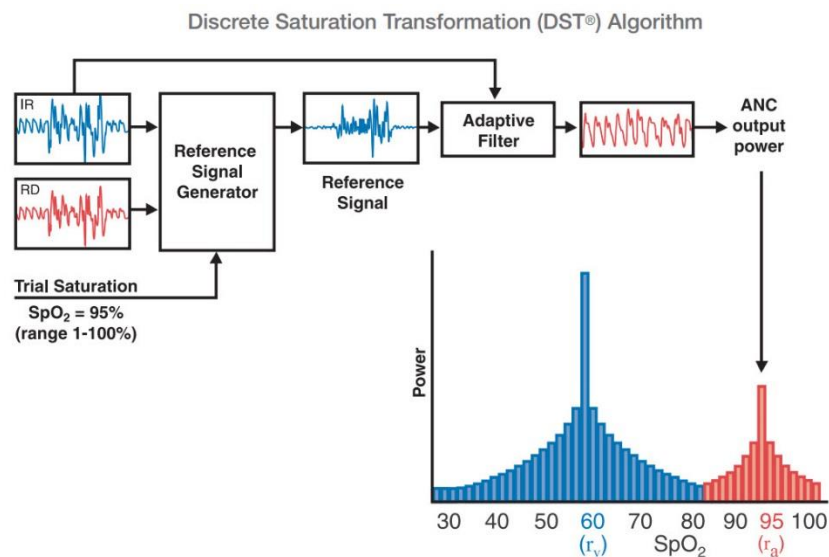 Discrete Saturation Transformation (DST®) Algorithm
IR
RD
Reference
Signal
Generator
Reference
Signal
Adaptive
Filter
ANC
output
power
Trial Saturation
SpO₂ = 95%
(range 1-100%)
Power
30 40 50 60 70 80 90 95 100
(rᵥ) SpO₂ (rₐ)